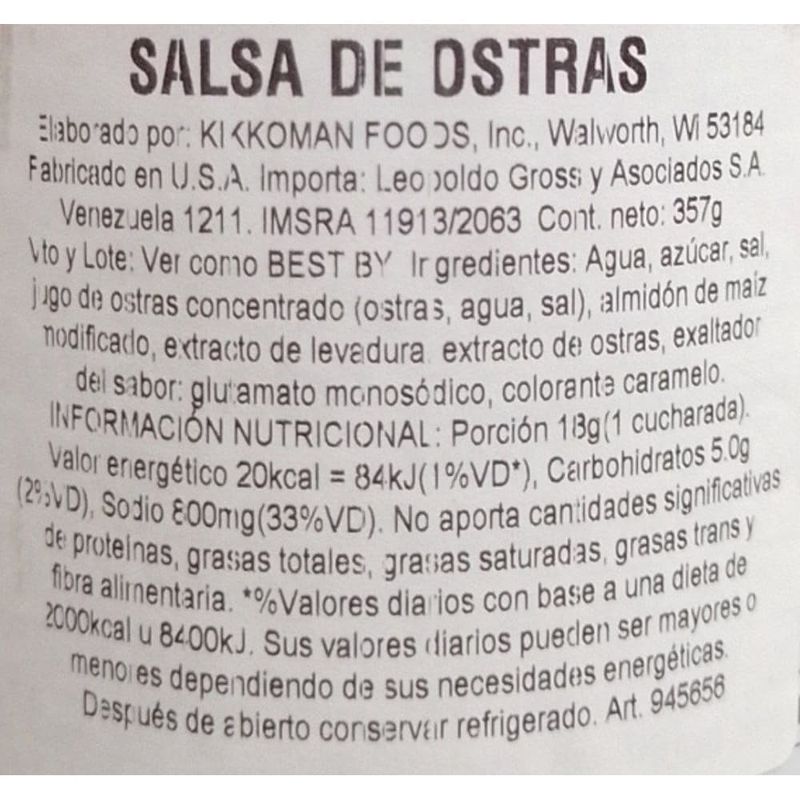 SALSA DE OSTRAS
Elaborado por: KIKKOMAN FOODS, Inc., Walworth, WI 53184
Fabricado en U.S.A. Importa: Leopoldo Gross y Asociados S.A.
Venezuela 1211. IMSRA 11913/2063 Cont. neto: 357g
Vto y Lote: Ver como BEST BY Ingredientes: Agua, azúcar, sal,
jugo de ostras concentrado (ostras, agua, sal), almidón de maíz
modificado, extracto de levadura, extracto de ostras, exaltador
del sabor: glutamato monosódico, colorante caramelo.
INFORMACIÓN NUTRICIONAL: Porción 18g(1 cucharada).
Valor energético 20kcal = 84kJ(1%VD*), Carbohidratos 5.0g
(2%VD), Sodio 800mg(33%VD). No aporta cantidades significativas
de proteínas, grasas totales, grasas saturadas, grasas trans y
fibra alimentaria. *%Valores diarios con base a una dieta de
2000kcal u 8400kJ. Sus valores diarios pueden ser mayores o
menores dependiendo de sus necesidades energéticas.
Después de abierto conservar refrigerado. Art. 945656